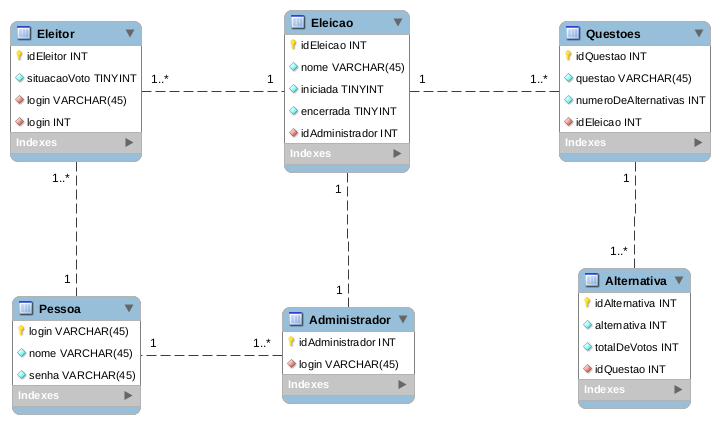 Eleitor
idEleitor INT
situacaoVoto TINYINT
login VARCHAR(45)
login INT
Indexes
1..*
1
Eleicao
idEleicao INT
nome VARCHAR(45)
iniciada TINYINT
encerrada TINYINT
idAdministrador INT
Indexes
1
1..*
Questoes
idQuestao INT
questao VARCHAR(45)
numeroDeAlternativas INT
idEleicao INT
Indexes
1..*
1
1
1
1
1..*
Pessoa
login VARCHAR(45)
nome VARCHAR(45)
senha VARCHAR(45)
Indexes
1
1..*
Administrador
idAdministrador INT
login VARCHAR(45)
Indexes
Alternativa
idAlternativa INT
alternativa INT
totalDeVotos INT
idQuestao INT
Indexes